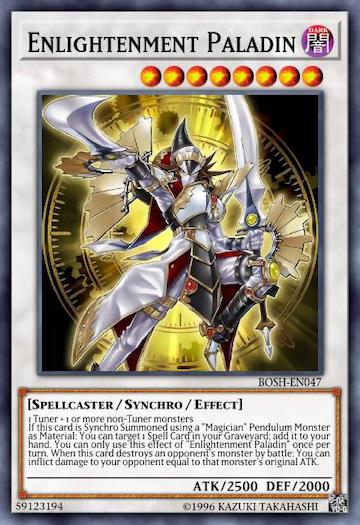 ENLIGHTENMENT PALADIN
DARK
闇
BOSH-EN047
[SPELLCASTER / SYNCHRO / EFFECT]
1 Tuner + 1 or more non-Tuner monsters
If this card is Synchro Summoned using a "Magician" Pendulum Monster
as Material: You can target 1 Spell Card in your Graveyard; add it to your
hand. You can only use this effect of "Enlightenment Paladin" once per
turn. When this card destroys an opponent's monster by battle: You can
inflict damage to your opponent equal to that monster's original ATK.
ATK/2500 DEF/2000
59123194
©1996 KAZUKI TAKAHASHI